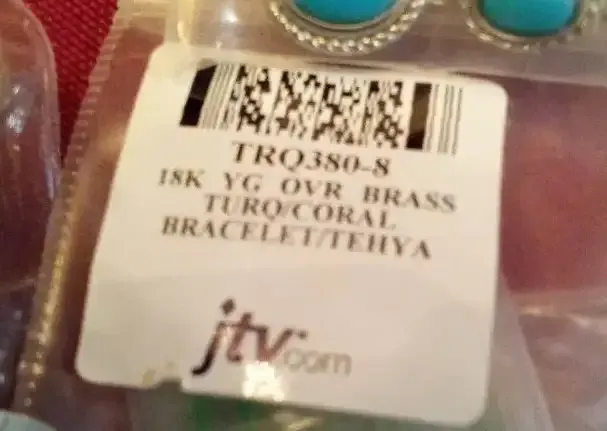 TRQ380-8
18K YG OVR BRASS
TURQ/CORAL
BRACELET/TEHYA
jtv.com